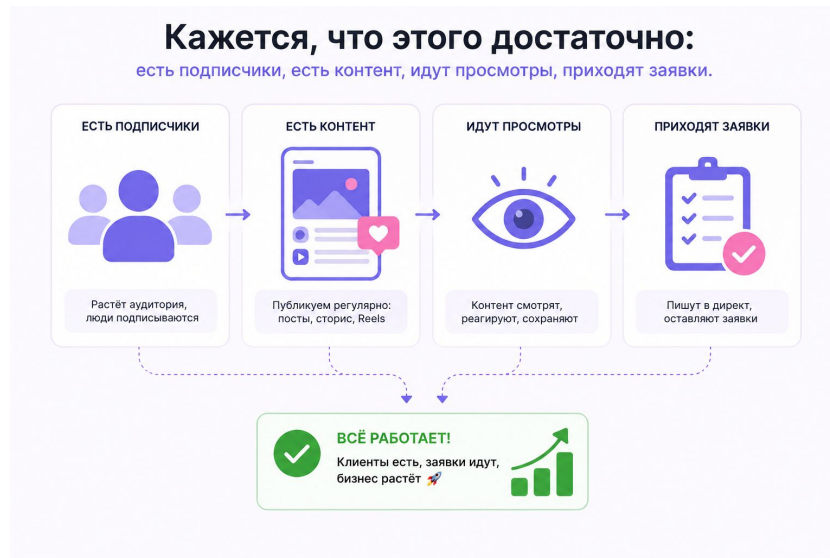 Кажется, что этого достаточно:
есть подписчики, есть контент, идут просмотры, приходят заявки.
ЕСТЬ ПОДПИСЧИКИ
Растёт аудитория,
люди подписываются
ЕСТЬ КОНТЕНТ
Публикуем регулярно:
посты, сторис, Reels
ИДУТ ПРОСМОТРЫ
Контент смотрят,
реагируют, сохраняют
ПРИХОДЯТ ЗАЯВКИ
Пишут в директ,
оставляют заявки
ВСЁ РАБОТАЕТ!
Клиенты есть, заявки идут,
бизнес растёт 🚀